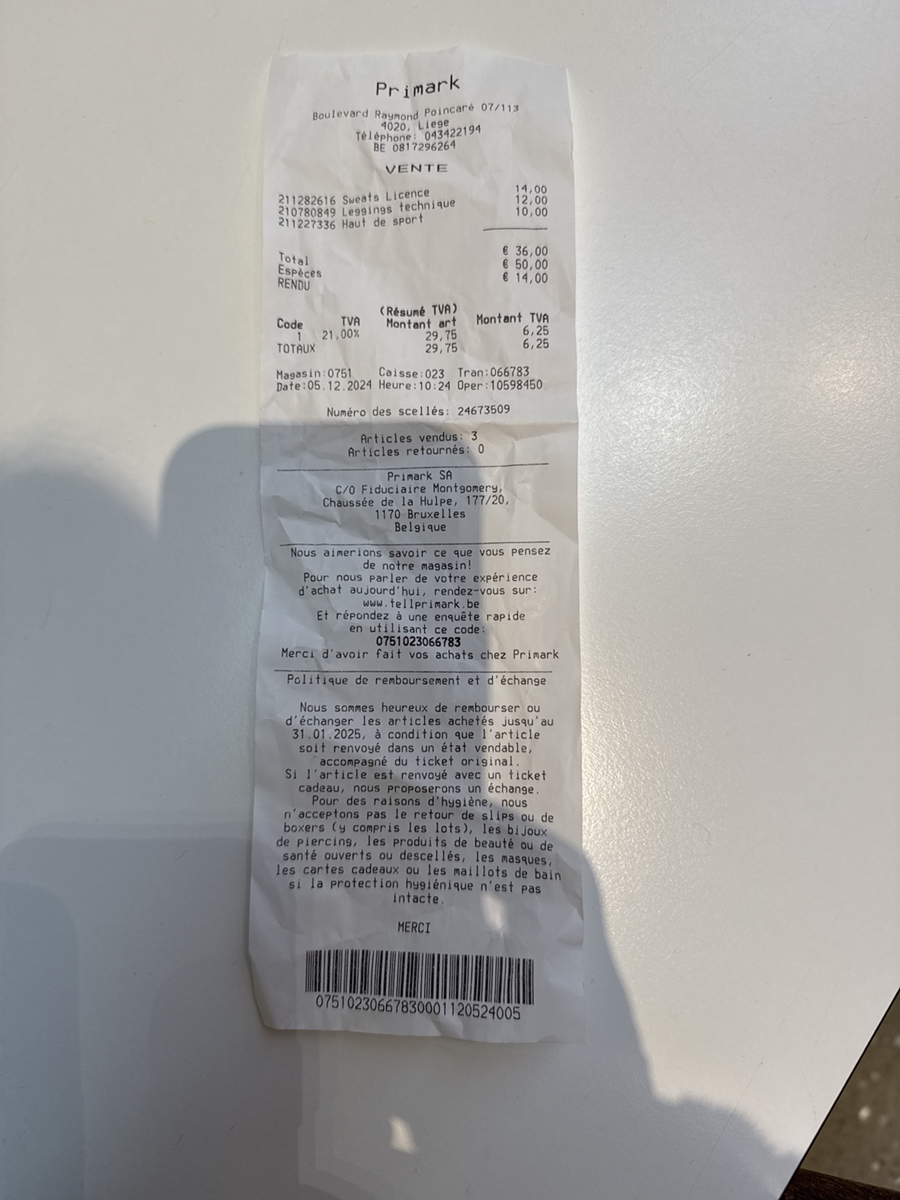 Primark
Boulevard Raymond Poincaré 07/113
4020, Liege
Téléphone: 043422194
BE 0817296264
VENTE
211282616 Sweats Licence 14,00
210780849 Leggings technique 12,00
211227336 Haut de sport 10,00
Total € 36,00
Espèces € 50,00
RENDU € 14,00
(Résumé TVA)
Code TVA Montant art Montant TVA
1 21,00% 29,75 6,25
TOTAUX 29,75 6,25
Magasin:0751 Caisse:023 Tran:066783
Date:05.12.2024 Heure:10:24 Oper:10598450
Numéro des scellés: 24673509
Articles vendus: 3
Articles retournés: 0
Primark SA
C/O Fiduciaire Montgomery,
Chaussée de la Hulpe, 177/20,
1170 Bruxelles
Belgique
Nous aimerions savoir ce que vous pensez
de notre magasin!
Pour nous parler de votre expérience
d'achat aujourd'hui, rendez-vous sur:
www.tellprimark.be
Et répondez à une enquête rapide
en utilisant ce code:
0751023066783
Merci d'avoir fait vos achats chez Primark
Politique de remboursement et d'échange
Nous sommes heureux de rembourser ou
d'échanger les articles achetés jusqu'au
31.01.2025, à condition que l'article
soit renvoyé dans un état vendable,
accompagné du ticket original.
Si l'article est renvoyé avec un ticket
cadeau, nous proposerons un échange.
Pour des raisons d'hygiène, nous
n'acceptons pas le retour de slips ou de
boxers (y compris les lots), les bijoux
de piercing, les produits de beauté ou de
santé ouverts ou descellés, les masques,
les cartes cadeaux ou les maillots de bain
si la protection hygiénique n'est pas
intacte.
MERCI
07510230667830001120524005